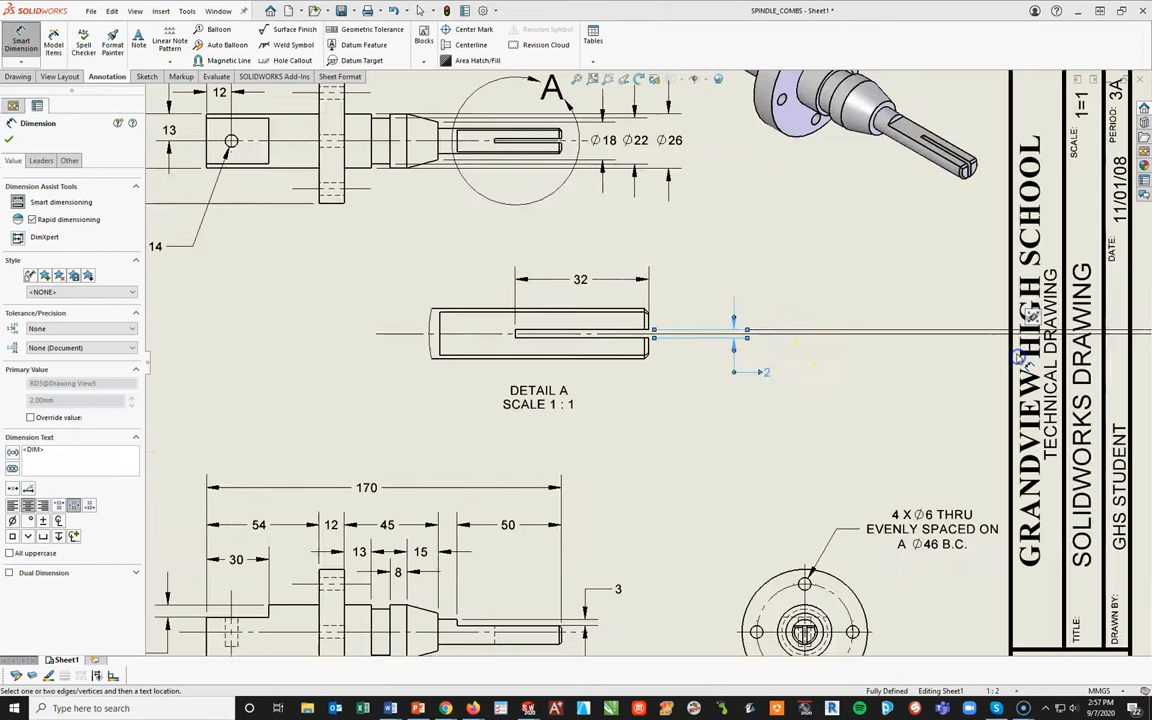 SOLIDWORKS
File Edit View Insert Tools Window
SPINDLE_COMBS - Sheet1 *
Smart
Dimension
Model
Items
Spell
Checker
Format
Painter
Note
Linear Note
Pattern
Balloon
Auto Balloon
Magnetic Line
Surface Finish
Weld Symbol
Hole Callout
Geometric Tolerance
Datum Feature
Datum Target
Blocks
Center Mark
Centerline
Area Hatch/Fill
Revision Symbol
Revision Cloud
Tables
Drawing View Layout Annotation Sketch Markup Evaluate SOLIDWORKS Add-Ins Sheet Format
Dimension
Value Leaders Other
Dimension Assist Tools
Smart dimensioning
Rapid dimensioning
DimXpert
Style
<NONE>
Tolerance/Precision
None
None (Document)
Primary Value
RD3@Drawing View5
2.00mm
Override value:
Dimension Text
<DIM>
All uppercase
Dual Dimension
12
13
14
A
Ø18 Ø22 Ø26
32
2
DETAIL A
SCALE 1 : 1
170
54 12 45 50
13 15
30 8
3
4 X Ø6 THRU
EVENLY SPACED ON
A Ø46 B.C.
GRANDVIEW HIGH SCHOOL
TECHNICAL DRAWING
TITLE: SOLIDWORKS DRAWING
SCALE: 1=1
DRAWN BY: GHS STUDENT
DATE: 11/01/08
PERIOD: 3A
Sheet1
Select one or two edges/vertices and then a text location.
Fully Defined Editing Sheet1 1 : 2 MMGS
Type here to search
2:57 PM
9/7/2020
22